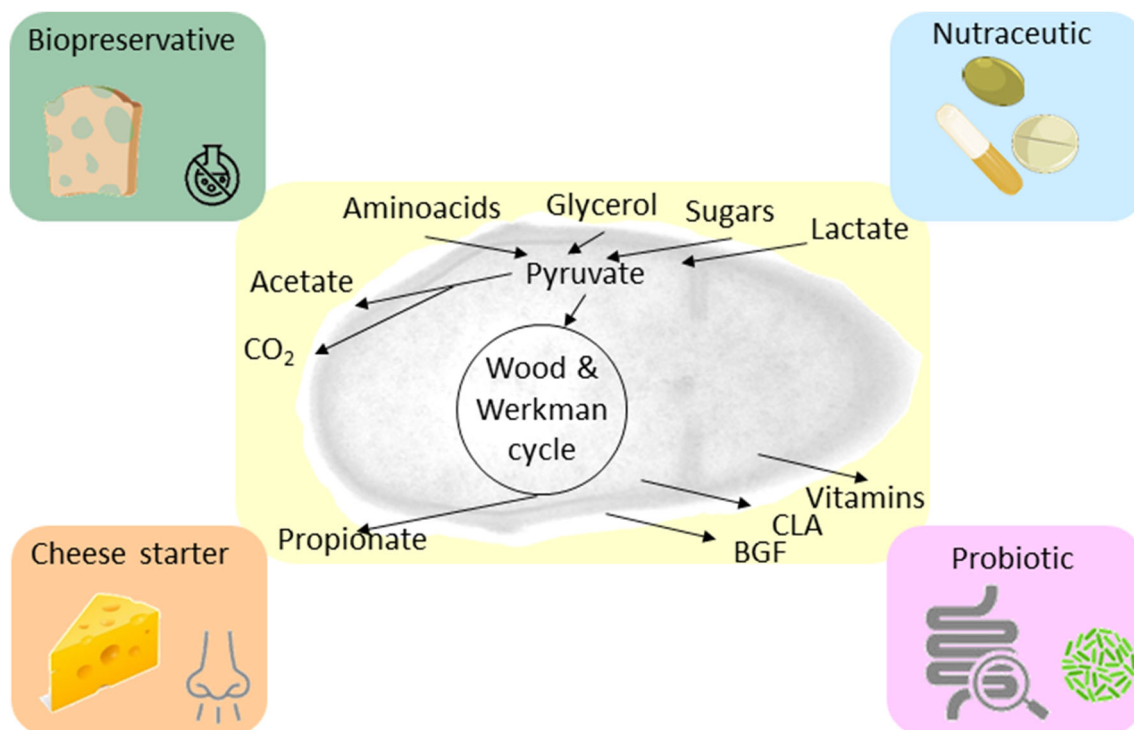 Biopreservative
Nutraceutic
Aminoacids
Glycerol
Sugars
Lactate
Acetate
Pyruvate
CO₂
Wood &
Werkman
cycle
Propionate
Vitamins
CLA
BGF
Cheese starter
Probiotic